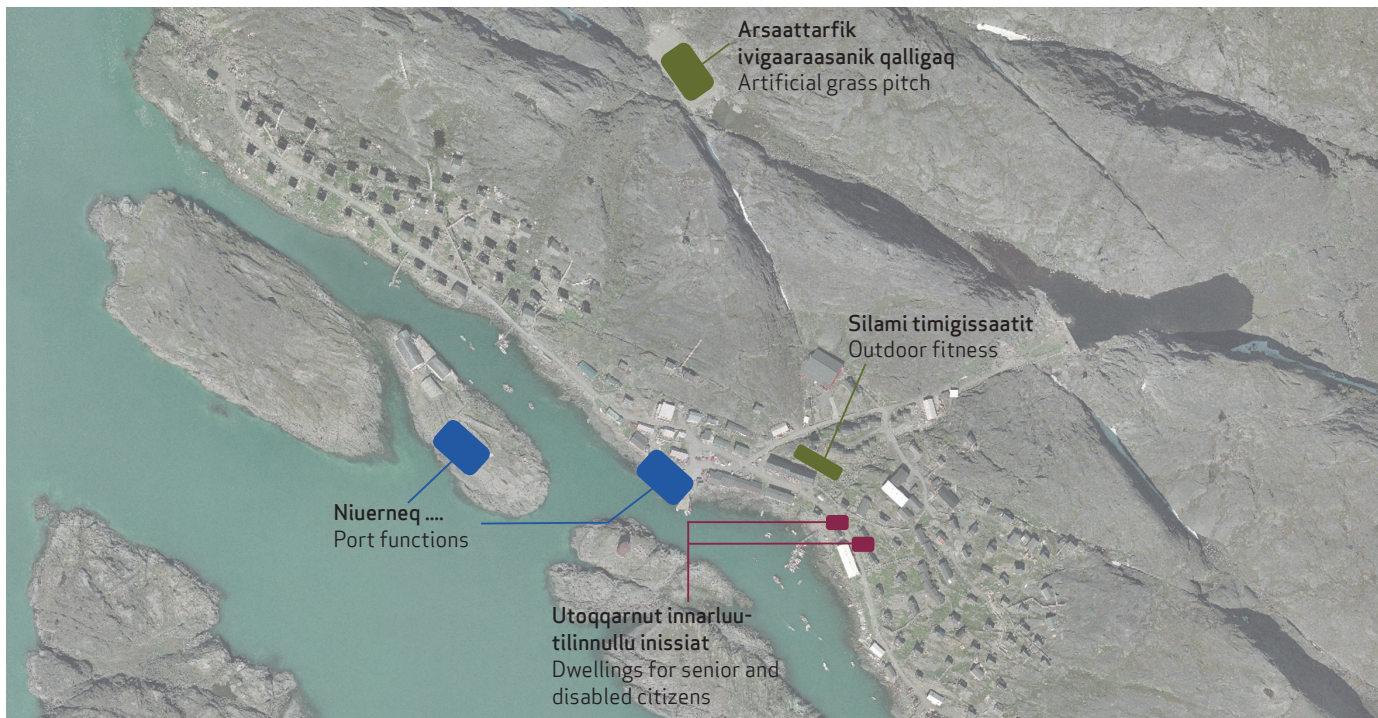 Arsaattarfik
ivigaaraasanik qalligaq
Artificial grass pitch
Silami timigissaatit
Outdoor fitness
Niuerneq ....
Port functions
Utoqqarnut innarluu-
tilinnullu inissiat
Dwellings for senior and
disabled citizens